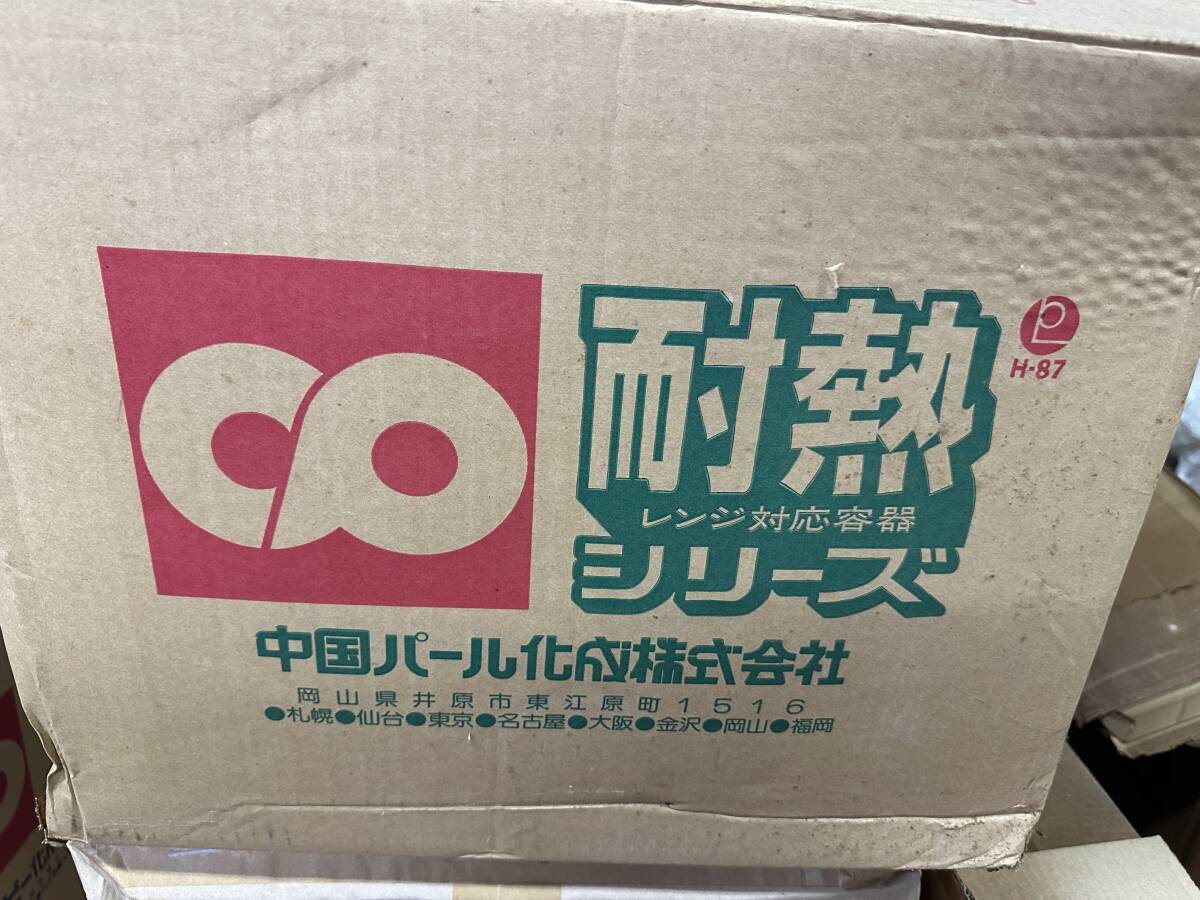 CP
耐熱
P
H-87
レンジ対応容器
シリーズ
中国パール化成株式会社
岡山県井原市東江原町1516
●札幌●仙台●東京●名古屋●大阪●金沢●岡山●福岡